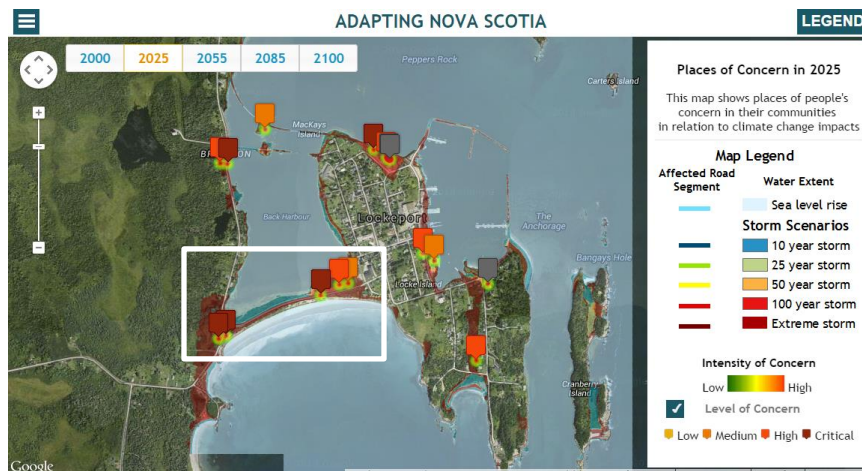 ADAPTING NOVA SCOTIA
LEGEND
2000
2025
2055
2085
2100
Peppers Rock
Carters Island
MacKays
Island
Back Harbour
Lockeport
The
Anchorage
Bangays Hole
Locke Island
Cranberry
Island
Google
Places of Concern in 2025
This map shows places of people's
concern in their communities
in relation to climate change impacts
Map Legend
Affected Road
Segment
Water Extent
Sea level rise
Storm Scenarios
10 year storm
25 year storm
50 year storm
100 year storm
Extreme storm
Intensity of Concern
Low
High
Level of Concern
Low
Medium
High
Critical